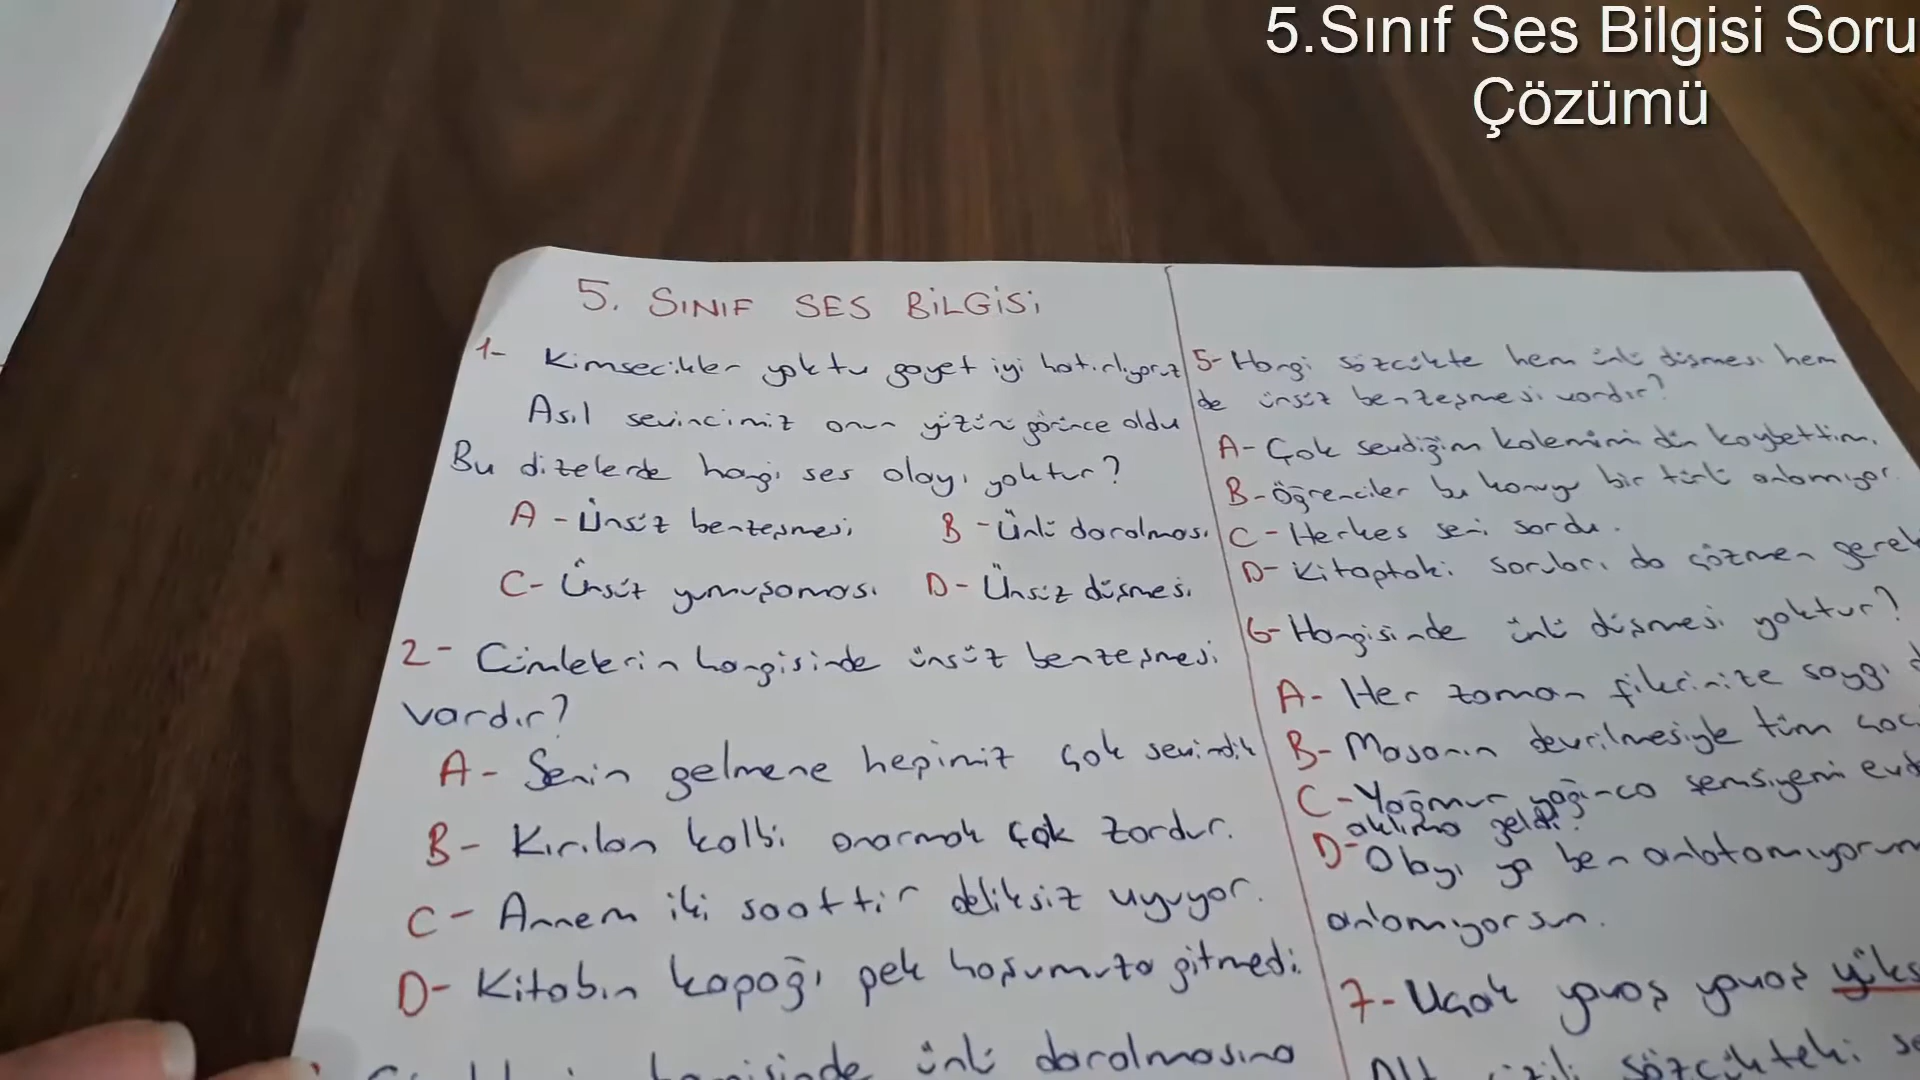 5.Sınıf Ses Bilgisi Soru
Çözümü
5. SINIF SES BİLGİSİ
1- Kimsecikler yoktu gayet iyi hatırlıyoruz
Asıl sevincimiz onun yüzünü görünce oldu
Bu dizelerde hangi ses olayı yoktur?
A - Ünsüz benzeşmesi
B - Ünlü daralması
C- Ünsüz yumuşaması
D- Ünsüz düşmesi
2- Cümlelerin hangisinde ünsüz benzeşmesi
vardır?
A- Senin gelmene hepimiz çok sevindik
B- Kırılan kalbi onarmak çok zordur.
C- Annem iki saattir deliksiz uyuyor.
D- Kitabın kapağı pek hoşumuza gitmedi.
hangisinde ünlü daralmasına
5- Hangi sözcükte hem ünlü düşmesi hem
de ünsüz benzeşmesi vardır?
A- Çok sevdiğim kalemimi dün kaybettim.
B- Öğrenciler bu konuyu bir türlü anlamıyor.
C- Herkes seni sordu.
D- Kitaptaki soruları da çözmen gerek
6- Hangisinde ünlü düşmesi yoktur?
A- Her zaman fikrinize saygı
B- Masanın devrilmesiyle tüm
C- Yağmur yağınca şemsiyemi
aklıma geldi.
D- Olayı ya ben anlatamıyorum
anlamıyorsun.
7- Uçak yavaş yavaş yüks
Altı çizili sözcükteki